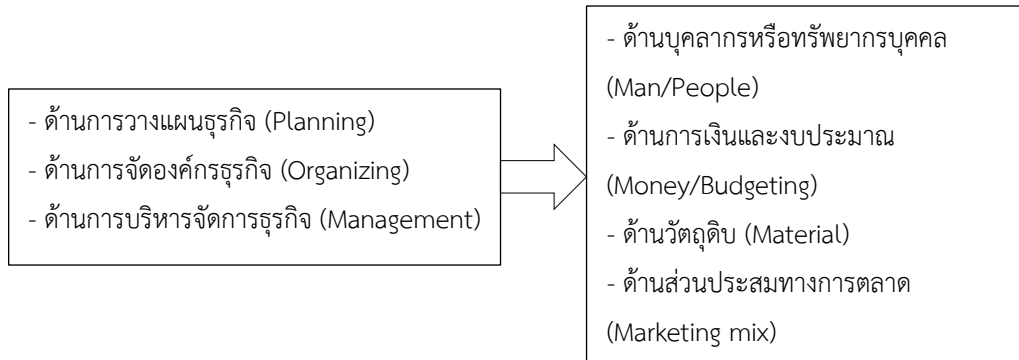 - ด้านการวางแผนธุรกิจ (Planning)
- ด้านการจัดองค์กรธุรกิจ (Organizing)
- ด้านการบริหารจัดการธุรกิจ (Management)
- ด้านบุคลากรหรือทรัพยากรบุคคล
(Man/People)
- ด้านการเงินและงบประมาณ
(Money/Budgeting)
- ด้านวัตถุดิบ (Material)
- ด้านส่วนประสมทางการตลาด
(Marketing mix)